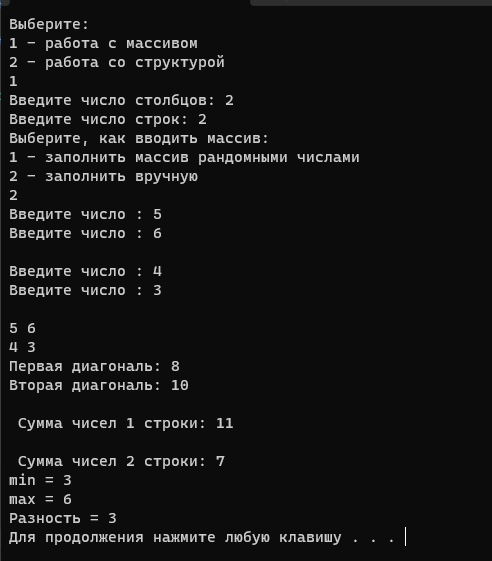 Выберите:
1 - работа с массивом
2 - работа со структурой
1
Введите число столбцов: 2
Введите число строк: 2
Выберите, как вводить массив:
1 - заполнить массив рандомными числами
2 - заполнить вручную
2
Введите число : 5
Введите число : 6
Введите число : 4
Введите число : 3
5 6
4 3
Первая диагональ: 8
Вторая диагональ: 10
Сумма чисел 1 строки: 11
Сумма чисел 2 строки: 7
min = 3
max = 6
Разность = 3
Для продолжения нажмите любую клавишу . . .